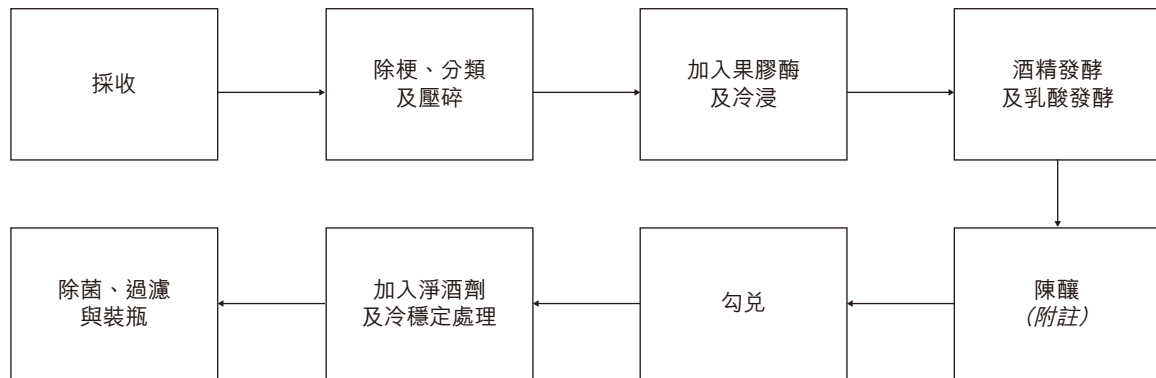 採收
除梗、分類
及壓碎
加入果膠酶
及冷浸
酒精發酵
及乳酸發酵
陳釀
(附註)
勾兑
加入淨酒劑
及冷穩定處理
除菌、過濾
與裝瓶